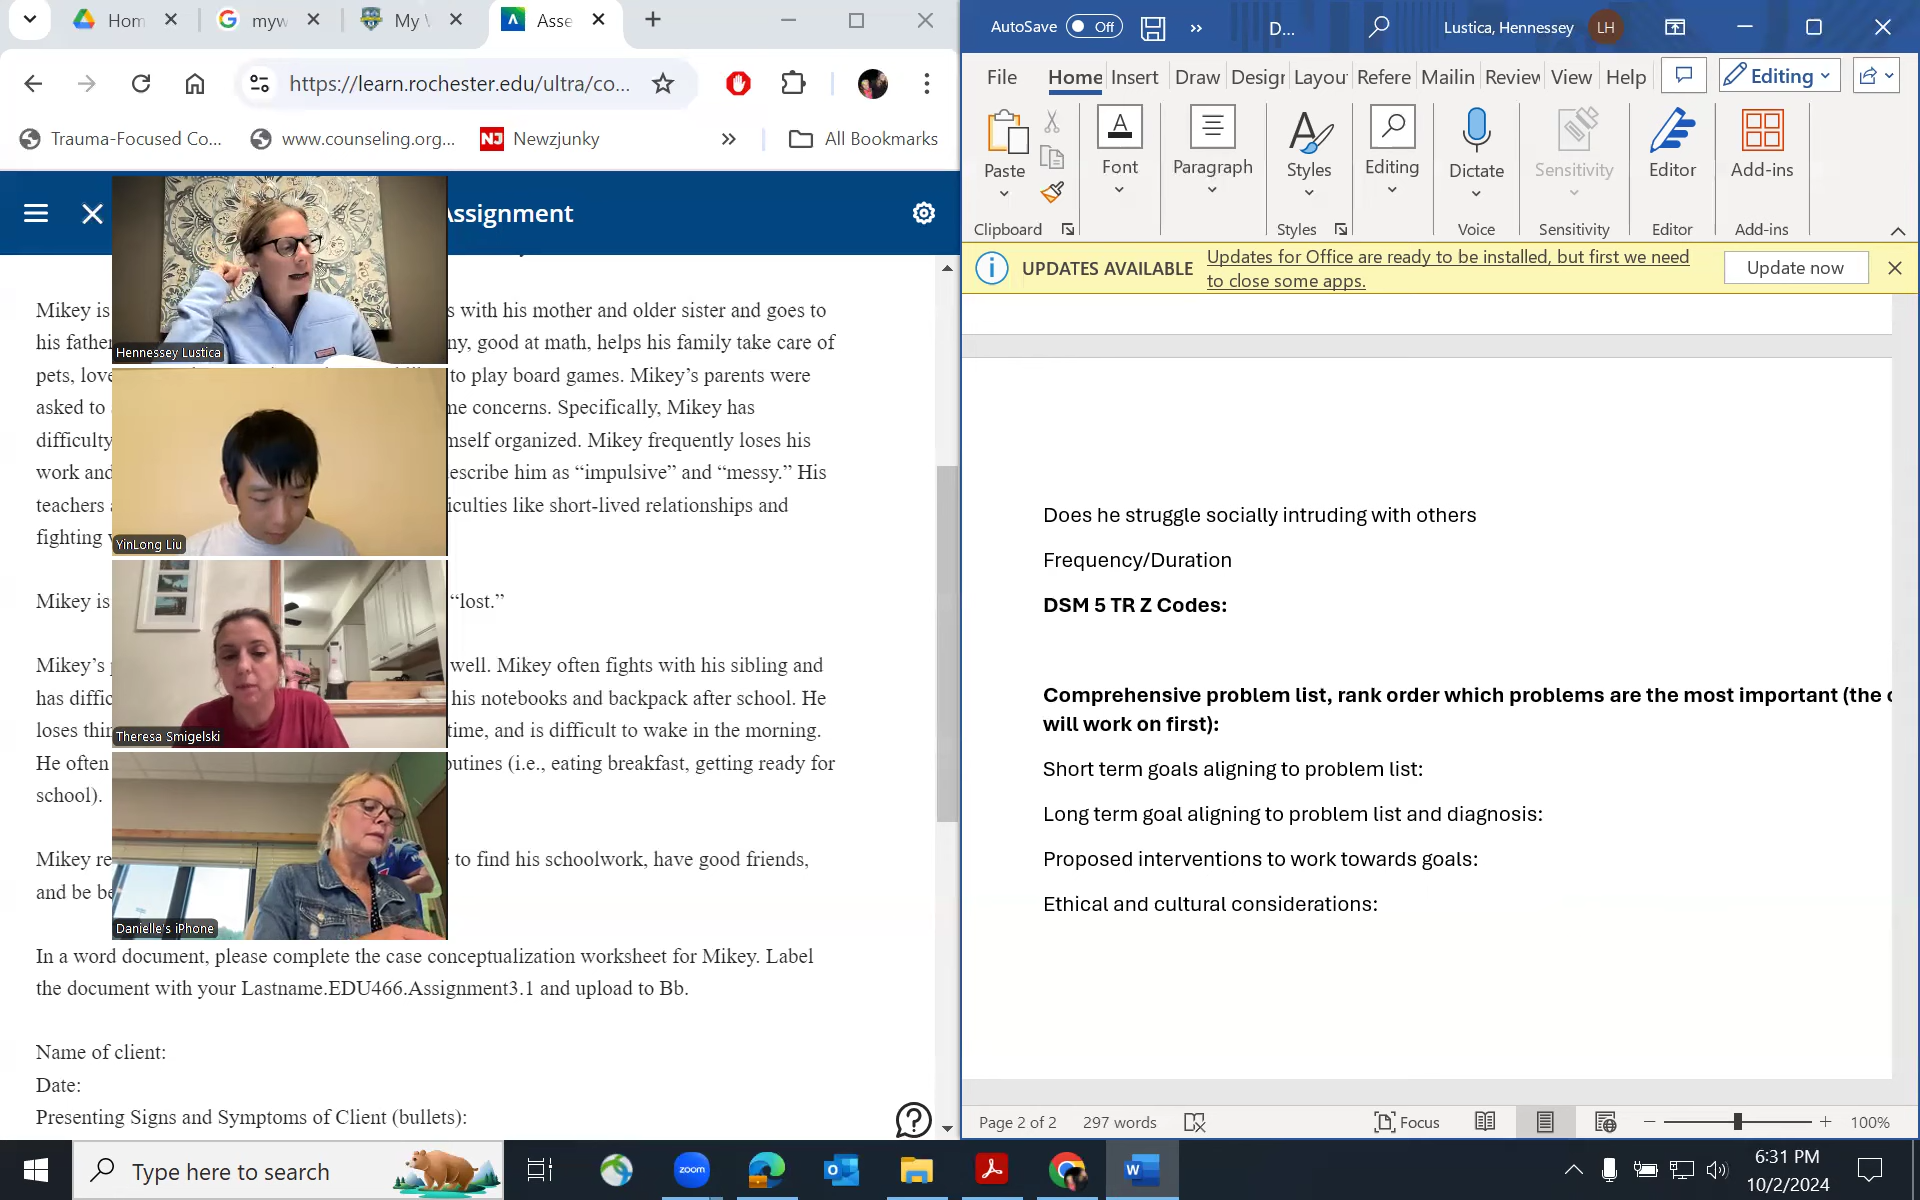 Hom
myw
My
Asse
https://learn.rochester.edu/ultra/co...
Trauma-Focused Co...
www.counseling.org...
NJ Newzjunky
All Bookmarks
Assignment
Mikey is
s with his mother and older sister and goes to
his father
ny, good at math, helps his family take care of
pets, love
to play board games. Mikey’s parents were
asked to
me concerns. Specifically, Mikey has
difficulty
mself organized. Mikey frequently loses his
work and
describe him as “impulsive” and “messy.” His
teachers
iculties like short-lived relationships and
fighting
Mikey is
“lost.”
Mikey’s
well. Mikey often fights with his sibling and
has diffic
his notebooks and backpack after school. He
loses thin
time, and is difficult to wake in the morning.
He often
outines (i.e., eating breakfast, getting ready for
school).
Mikey re
to find his schoolwork, have good friends,
and be be
In a word document, please complete the case conceptualization worksheet for Mikey. Label
the document with your Lastname.EDU466.Assignment3.1 and upload to Bb.
Name of client:
Date:
Presenting Signs and Symptoms of Client (bullets):
Hennessey Lustica
YinLong Liu
Theresa Smigelski
Danielle's iPhone
AutoSave Off
D...
Lustica, Hennessey LH
File Home Insert Draw Design Layou Refere Mailin Review View Help
Editing
Paste
Font
Paragraph
Styles
Editing
Dictate
Sensitivity
Editor
Add-ins
Clipboard
Styles
Voice
Sensitivity
Editor
Add-ins
UPDATES AVAILABLE
Updates for Office are ready to be installed, but first we need
to close some apps.
Update now
Does he struggle socially intruding with others
Frequency/Duration
DSM 5 TR Z Codes:
Comprehensive problem list, rank order which problems are the most important (the
will work on first):
Short term goals aligning to problem list:
Long term goal aligning to problem list and diagnosis:
Proposed interventions to work towards goals:
Ethical and cultural considerations:
Page 2 of 2
297 words
Focus
100%
Type here to search
zoom
6:31 PM
10/2/2024